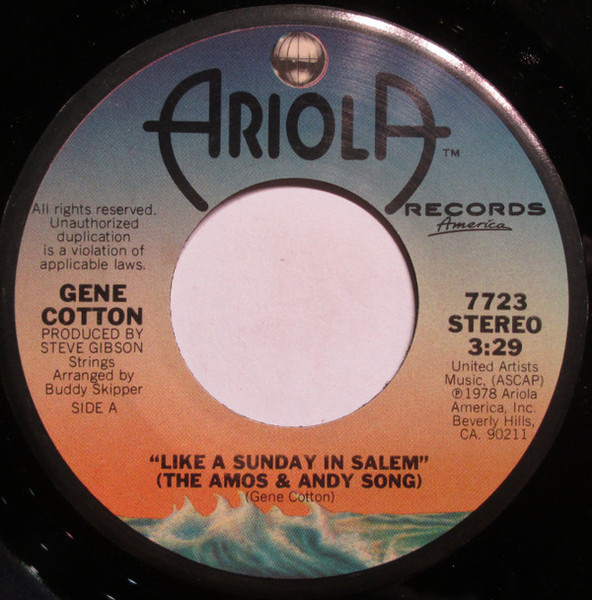 ARIOLA™
RECORDS
America
All rights reserved.
Unauthorized
duplication
is a violation of
applicable laws.
GENE
COTTON
PRODUCED BY
STEVE GIBSON
Strings
Arranged by
Buddy Skipper
SIDE A
7723
STEREO
3:29
United Artists
Music, (ASCAP)
℗1978 Ariola
America, Inc.
Beverly Hills,
CA. 90211
"LIKE A SUNDAY IN SALEM"
(THE AMOS & ANDY SONG)
(Gene Cotton)